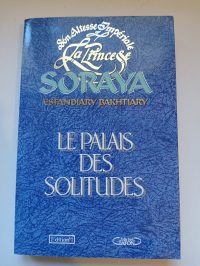 Son Altesse Impériale
La Princesse
SORAYA
ESFANDIARY BAKHTIARY
LE PALAIS
DES
SOLITUDES